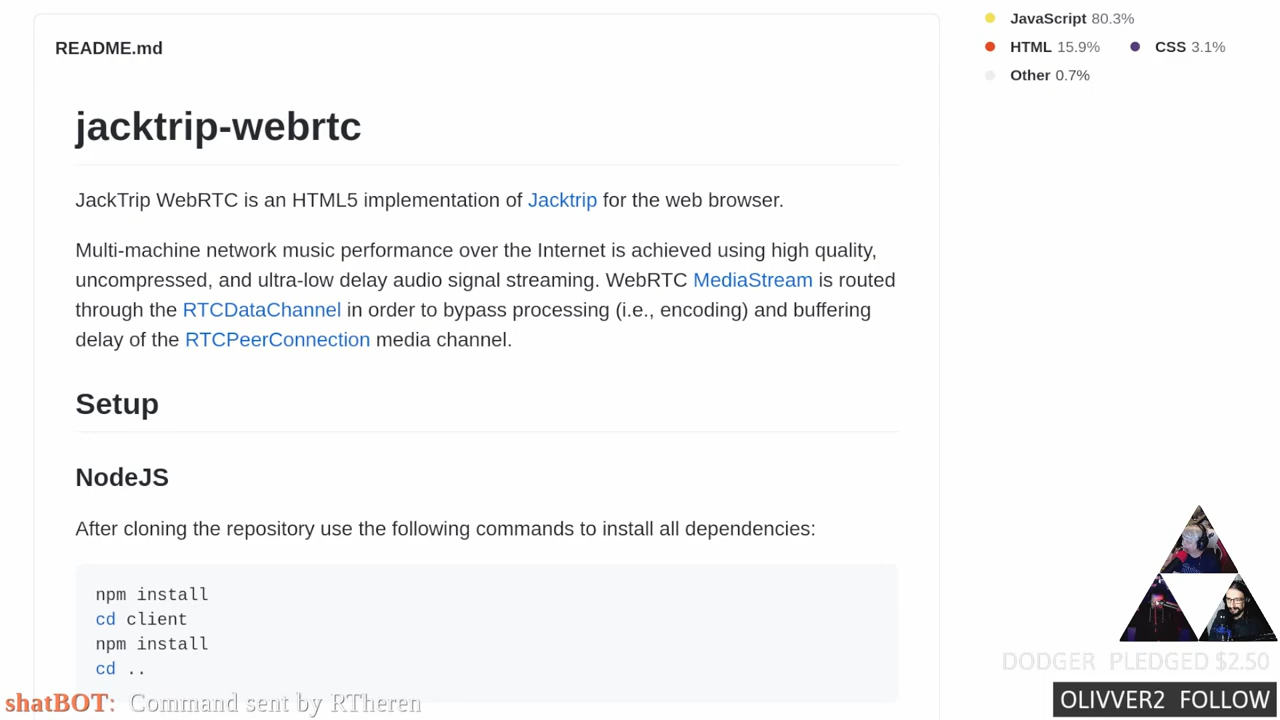 README.md
jacktrip-webrtc
JackTrip WebRTC is an HTML5 implementation of Jacktrip for the web browser.
Multi-machine network music performance over the Internet is achieved using high quality,
uncompressed, and ultra-low delay audio signal streaming. WebRTC MediaStream is routed
through the RTCDataChannel in order to bypass processing (i.e., encoding) and buffering
delay of the RTCPeerConnection media channel.
Setup
NodeJS
After cloning the repository use the following commands to install all dependencies:
npm install
cd client
npm install
cd ..
JavaScript 80.3%
HTML 15.9% CSS 3.1%
Other 0.7%
DODGER PLEDGED $2.50
OLIVVER2 FOLLOW
shatBOT: Command sent by RTheren